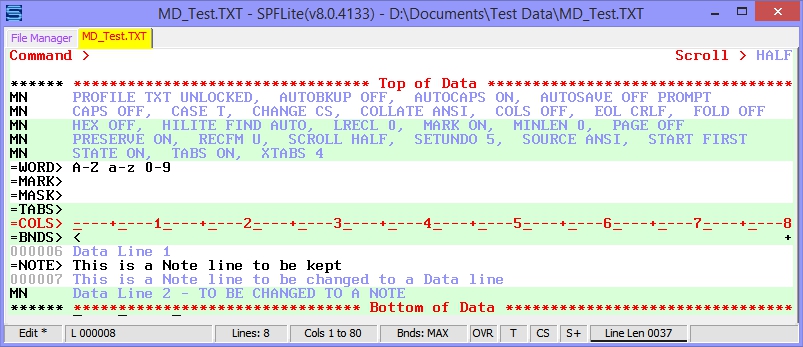 MD_Test.TXT - SPFLite(v8.0.4133) - D:\Documents\Test Data\MD_Test.TXT
File Manager MD_Test.TXT
Command > Scroll > HALF
****** ********************************* Top of Data **********************************
MN PROFILE TXT UNLOCKED, AUTOBKUP OFF, AUTOCAPS ON, AUTOSAVE OFF PROMPT
MN CAPS OFF, CASE T, CHANGE CS, COLLATE ANSI, COLS OFF, EOL CRLF, FOLD OFF
MN HEX OFF, HILITE FIND AUTO, LRECL 0, MARK ON, MINLEN 0, PAGE OFF
MN PRESERVE ON, RECFM U, SCROLL HALF, SETUNDO 5, SOURCE ANSI, START FIRST
MN STATE ON, TABS ON, XTABS 4
=WORD> A-Z a-z 0-9
=MARK>
=MASK>
=TABS>
=COLS> _----+----1_----+----2_----+----3_----+----4_----+----5_----+----6_----+----7_----+----8
=BNDS> < +
000006 Data Line 1
=NOTE> This is a Note line to be kept
000007 This is a Note line to be changed to a Data line
MN Data Line 2 - TO BE CHANGED TO A NOTE
****** ********************************* Bottom of Data *******************************
Edit * L 000008 Lines: 8 Cols 1 to 80 Bnds: MAX OVR T CS S+ Line Len 0037